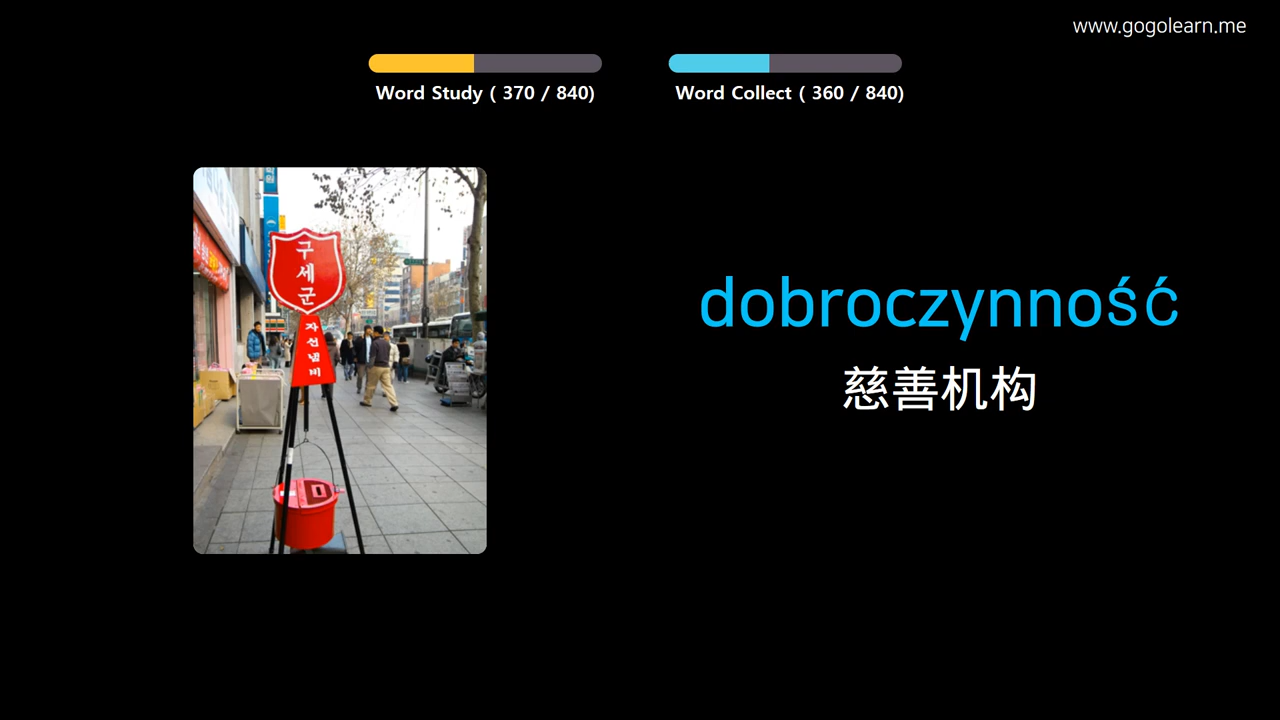 www.gogolearn.me
Word Study ( 370 / 840)
Word Collect ( 360 / 840)
구세군
자선냄비
dobroczynność
慈善机构